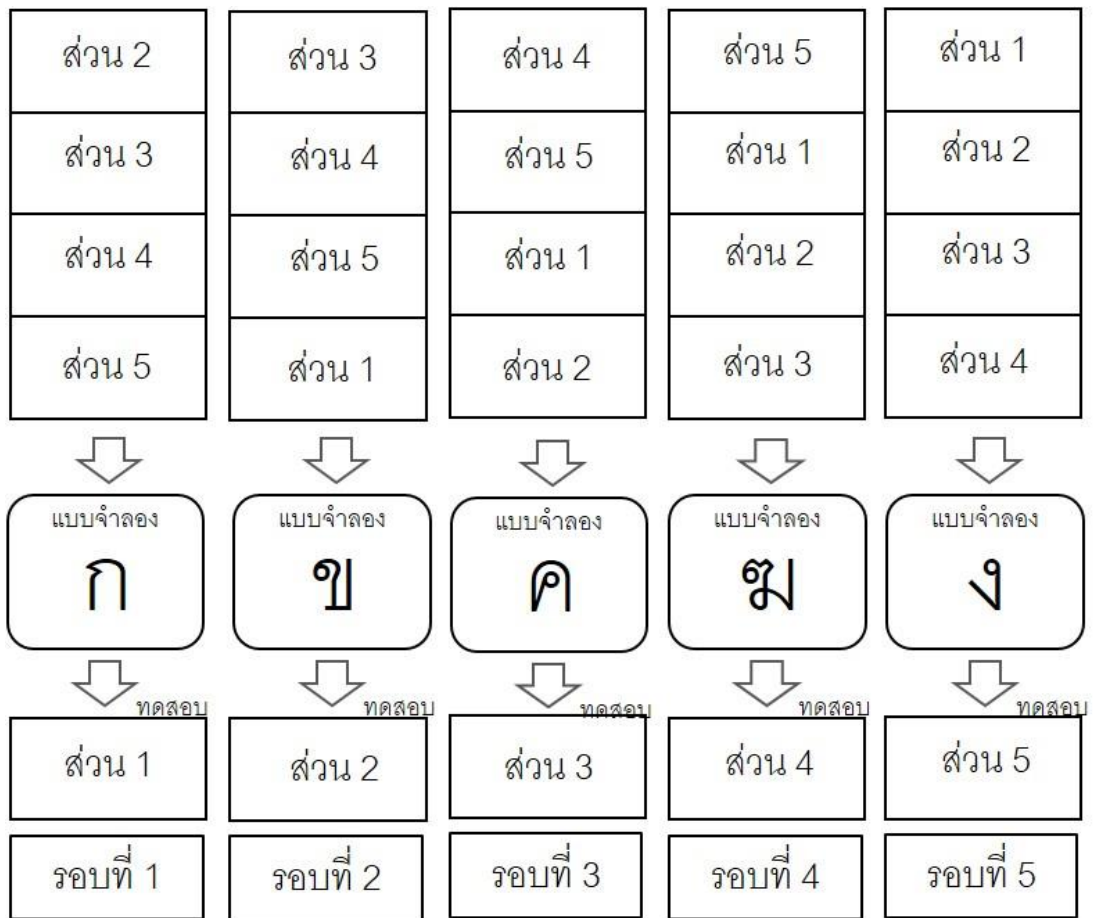 ส่วน 2
ส่วน 3
ส่วน 4
ส่วน 5
ส่วน 1
ส่วน 3
ส่วน 4
ส่วน 5
ส่วน 1
ส่วน 2
ส่วน 4
ส่วน 5
ส่วน 1
ส่วน 2
ส่วน 3
ส่วน 5
ส่วน 1
ส่วน 2
ส่วน 3
ส่วน 4
แบบจำลอง
ก
แบบจำลอง
ข
แบบจำลอง
ค
แบบจำลอง
ฆ
แบบจำลอง
ง
ทดสอบ
ทดสอบ
ทดสอบ
ทดสอบ
ทดสอบ
ส่วน 1
ส่วน 2
ส่วน 3
ส่วน 4
ส่วน 5
รอบที่ 1
รอบที่ 2
รอบที่ 3
รอบที่ 4
รอบที่ 5